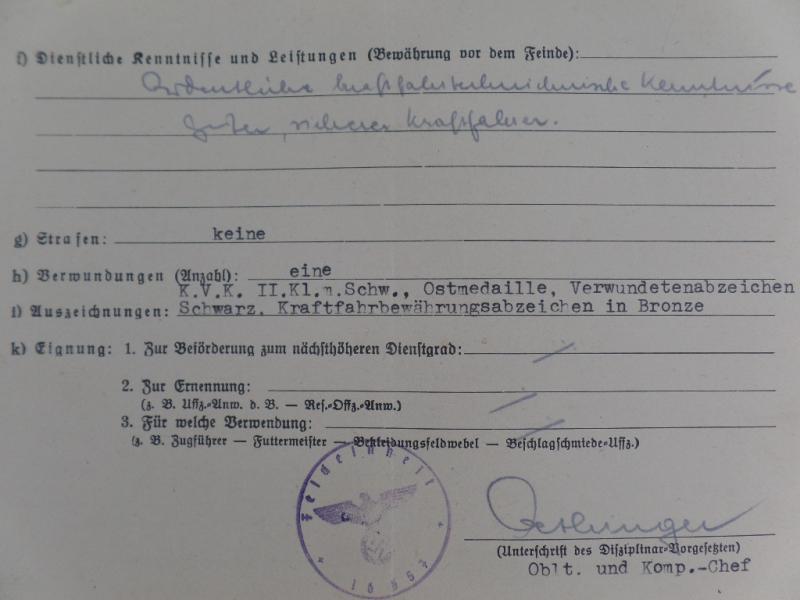 f) Dienstliche Kenntnisse und Leistungen (Bewährung vor dem Feinde):
Ordentliche kraftfahrtechnische Kenntnisse
Guter, sicherer Kraftfahrer.
g) Strafen: keine
h) Verwundungen (Anzahl): eine
K.V.K. II.Kl.m.Schw., Ostmedaille, Verwundetenabzeichen
i) Auszeichnungen: Schwarz, Kraftfahrbewährungsabzeichen in Bronze
k) Eignung: 1. Zur Beförderung zum nächsthöheren Dienstgrad: /
2. Zur Ernennung: /
(z. B. Uffz.-Anw. d. B. — Res.-Offz.-Anw.)
3. Für welche Verwendung: /
(z. B. Zugführer — Futtermeister — Bekleidungsfeldwebel — Beschlagschmiede-Uffz.)
Feldeinheit
(Unterschrift des Disziplinar-Vorgesetzten)
Oblt. und Komp.-Chef